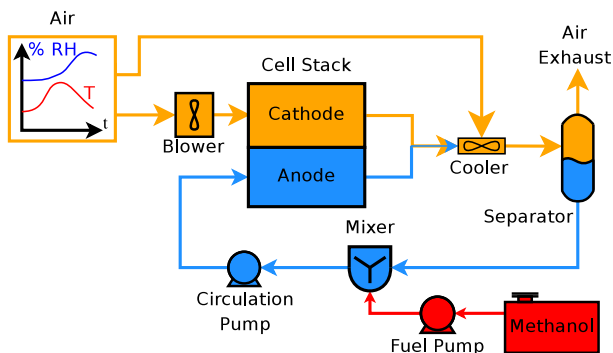 Air
% RH
T
t
Air
Exhaust
Cell Stack
Cathode
Blower
Cooler
Anode
Separator
Mixer
Circulation
Pump
Fuel Pump
Methanol